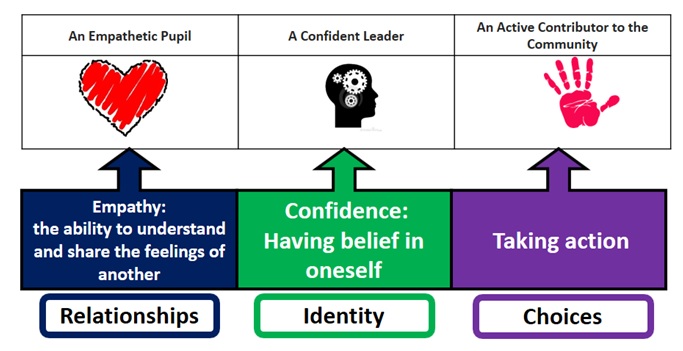 An Empathetic Pupil
A Confident Leader
An Active Contributor to the
Community
Empathy:
the ability to understand
and share the feelings of
another
Confidence:
Having belief in
oneself
Taking action
Relationships
Identity
Choices